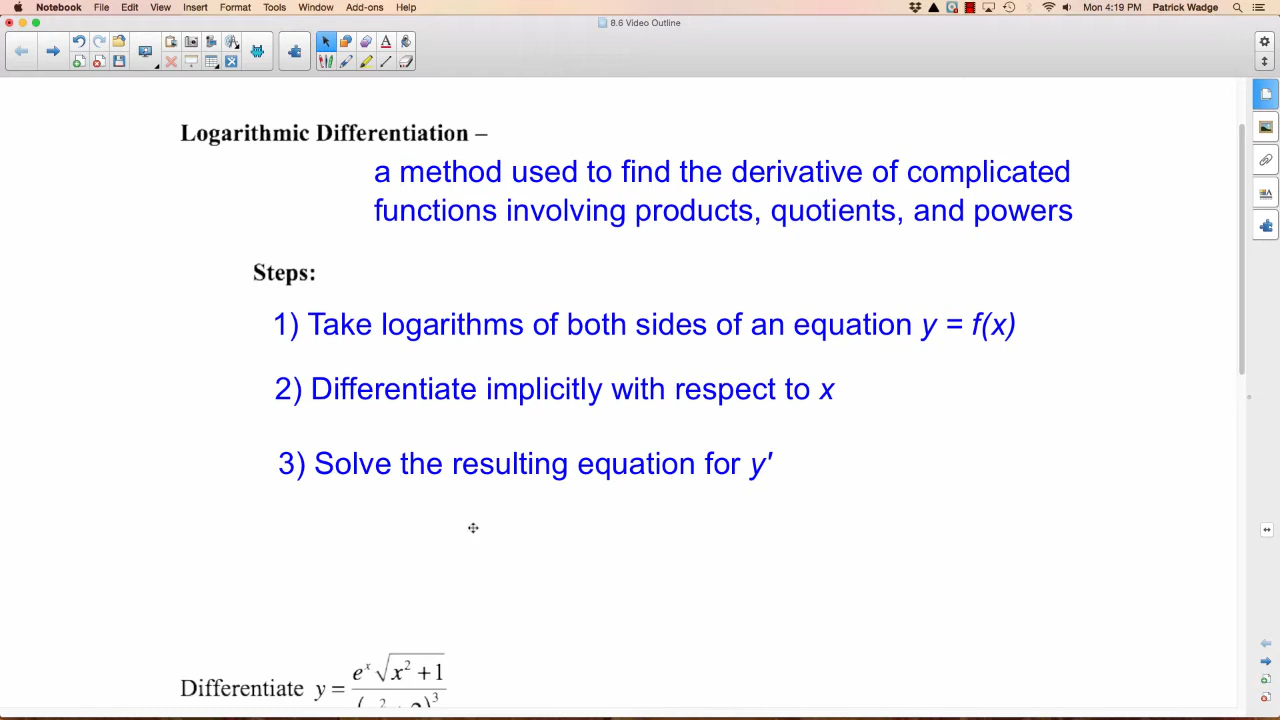 Notebook File Edit View Insert Format Tools Window Add-ons Help Mon 4:19 PM Patrick Wadge
8.6 Video Outline
Logarithmic Differentiation –
a method used to find the derivative of complicated
functions involving products, quotients, and powers
Steps:
1) Take logarithms of both sides of an equation y = f(x)
2) Differentiate implicitly with respect to x
3) Solve the resulting equation for y'
Differentiate y = e^x √(x² + 1)